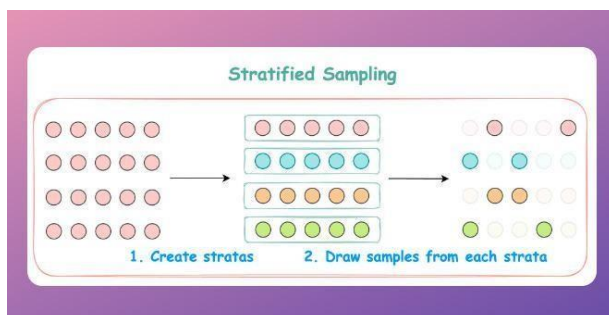 Stratified Sampling
1. Create stratas
2. Draw samples from each strata